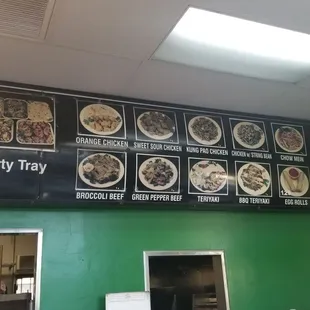 rty Tray
ORANGE CHICKEN
SWEET SOUR CHICKEN
KUNG PAO CHICKEN
CHICKEN w/ STRING BEAN
CHOW MEIN
BROCCOLI BEEF
GREEN PEPPER BEEF
TERIYAKI
BBQ TERIYAKI
EGG ROLLS